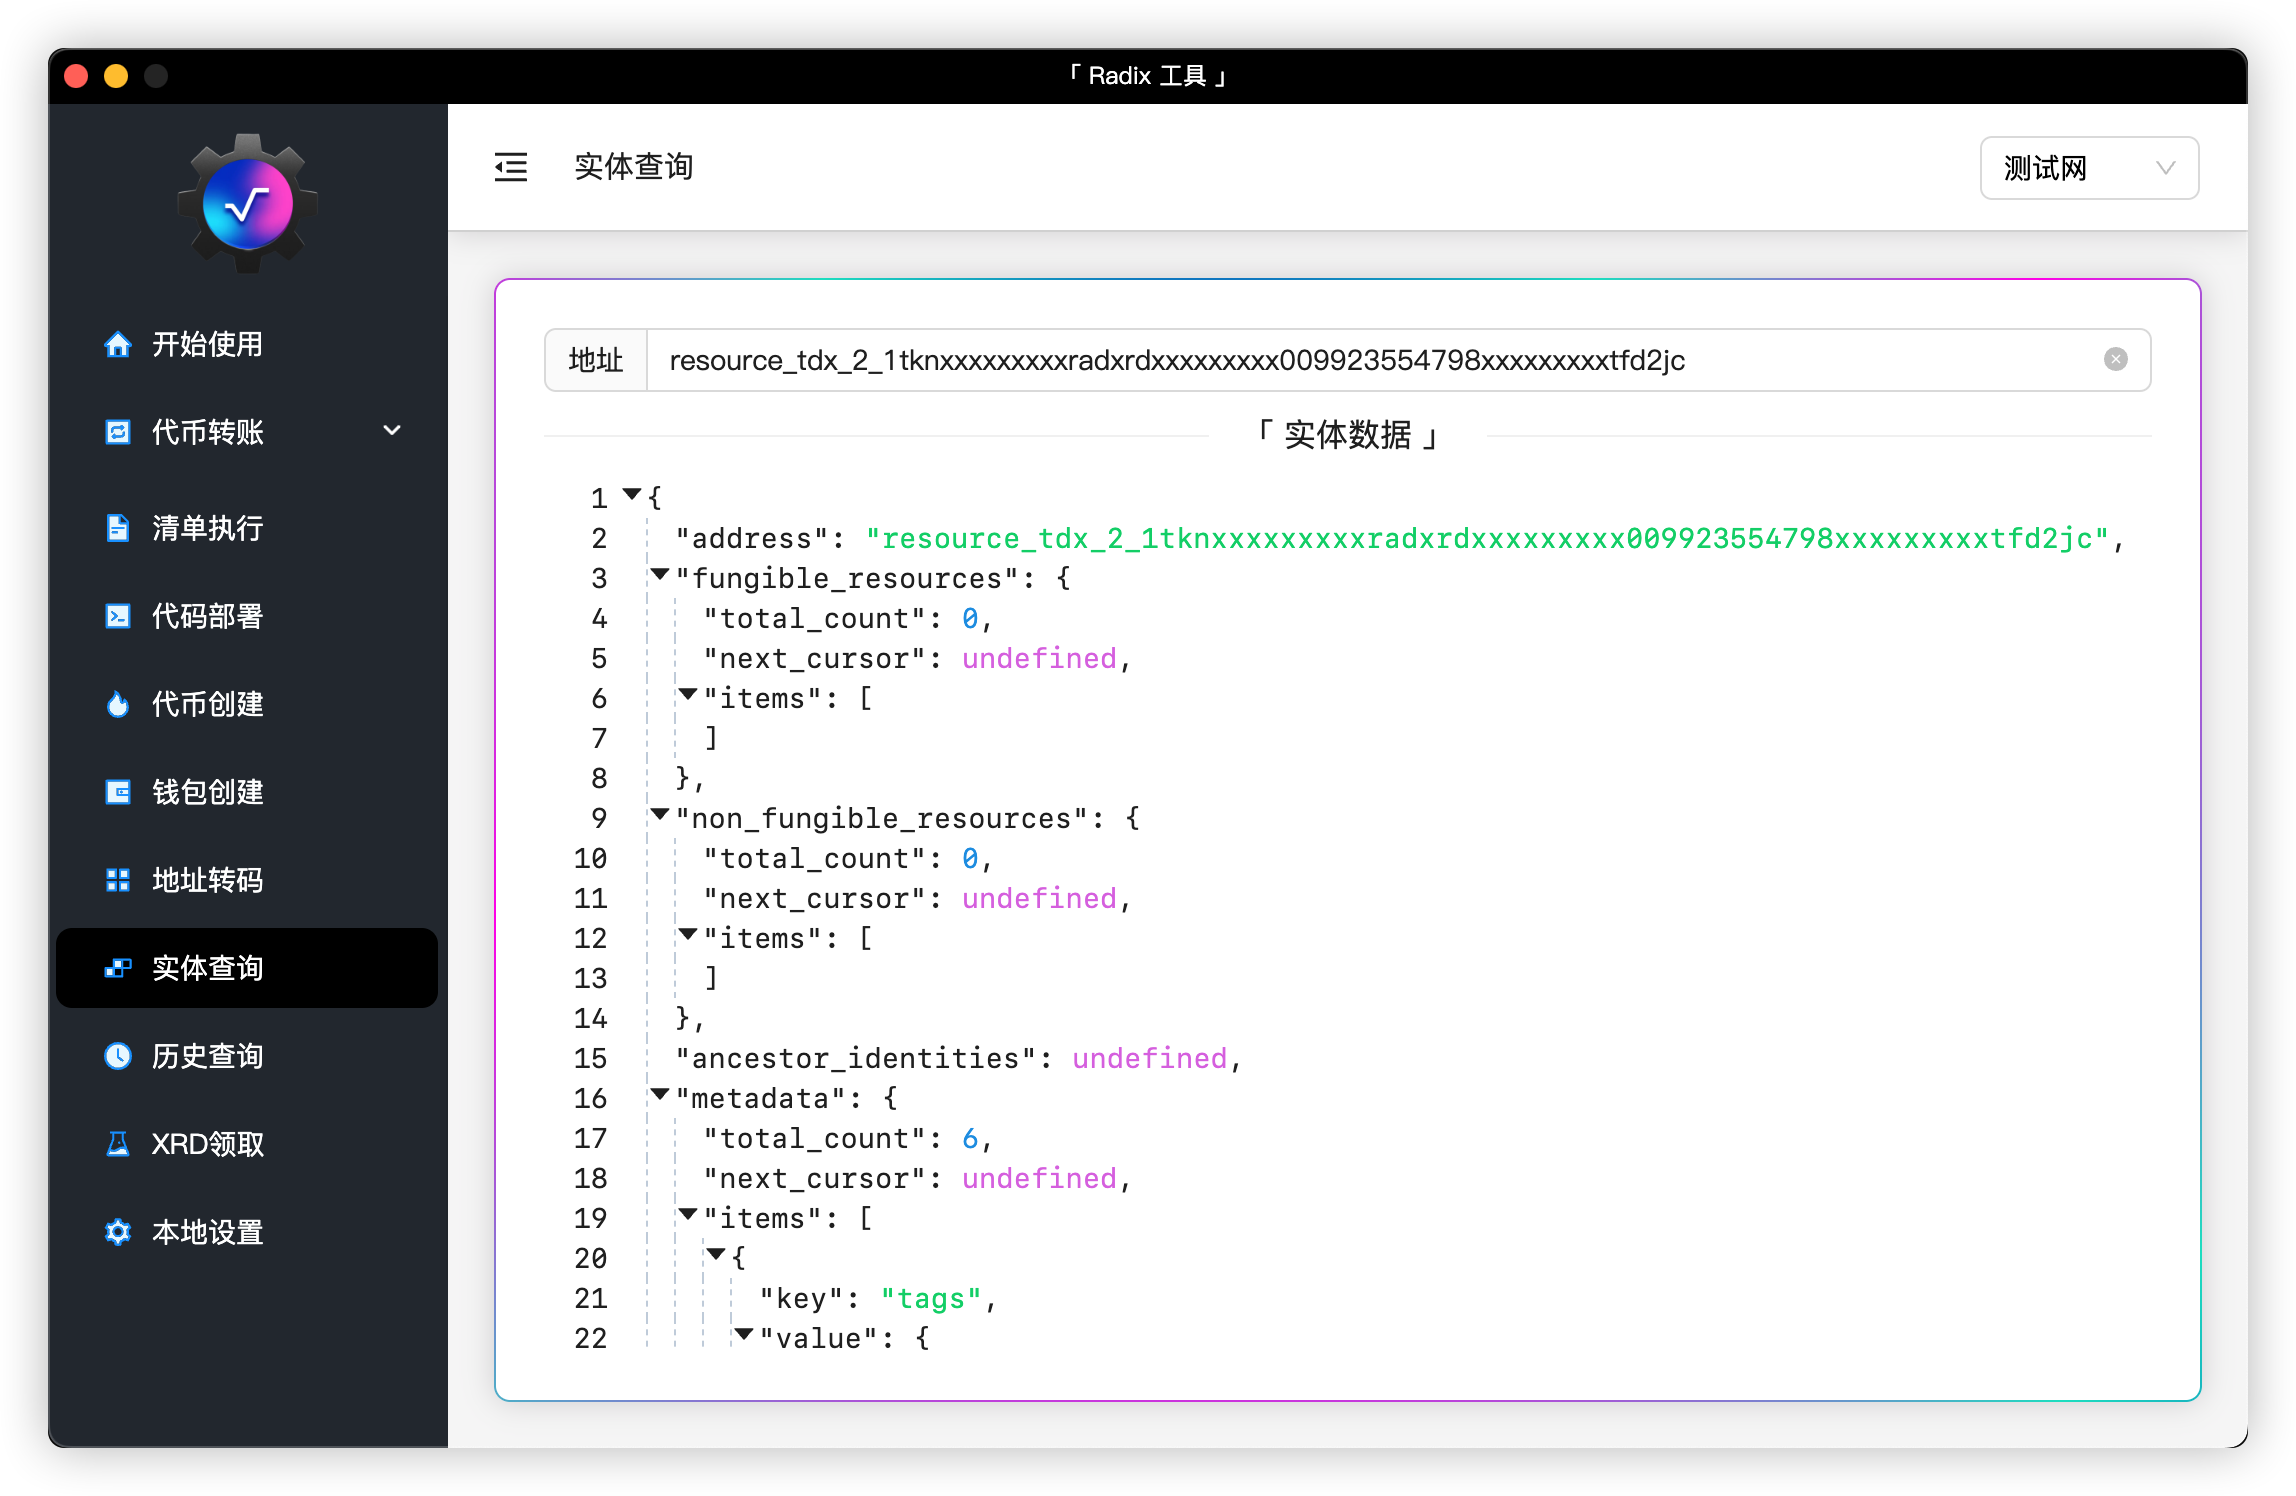 「 Radix 工具 」
开始使用
代币转账
清单执行
代码部署
代币创建
钱包创建
地址转码
实体查询
历史查询
XRD领取
本地设置
实体查询
测试网
地址 resource_tdx_2_1tknxxxxxxxxxradxrdxxxxxxxxx009923554798xxxxxxxxxtfd2jc
「 实体数据 」
1 {
2 "address": "resource_tdx_2_1tknxxxxxxxxxradxrdxxxxxxxxx009923554798xxxxxxxxxtfd2jc",
3 "fungible_resources": {
4 "total_count": 0,
5 "next_cursor": undefined,
6 "items": [
7 ]
8 },
9 "non_fungible_resources": {
10 "total_count": 0,
11 "next_cursor": undefined,
12 "items": [
13 ]
14 },
15 "ancestor_identities": undefined,
16 "metadata": {
17 "total_count": 6,
18 "next_cursor": undefined,
19 "items": [
20 {
21 "key": "tags",
22 "value": {